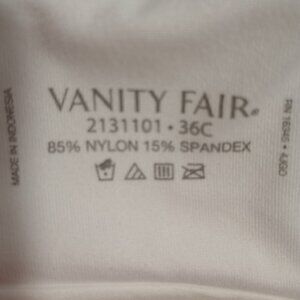 VANITY FAIR®
2131101 • 36C
85% NYLON 15% SPANDEX
MADE IN INDONESIA